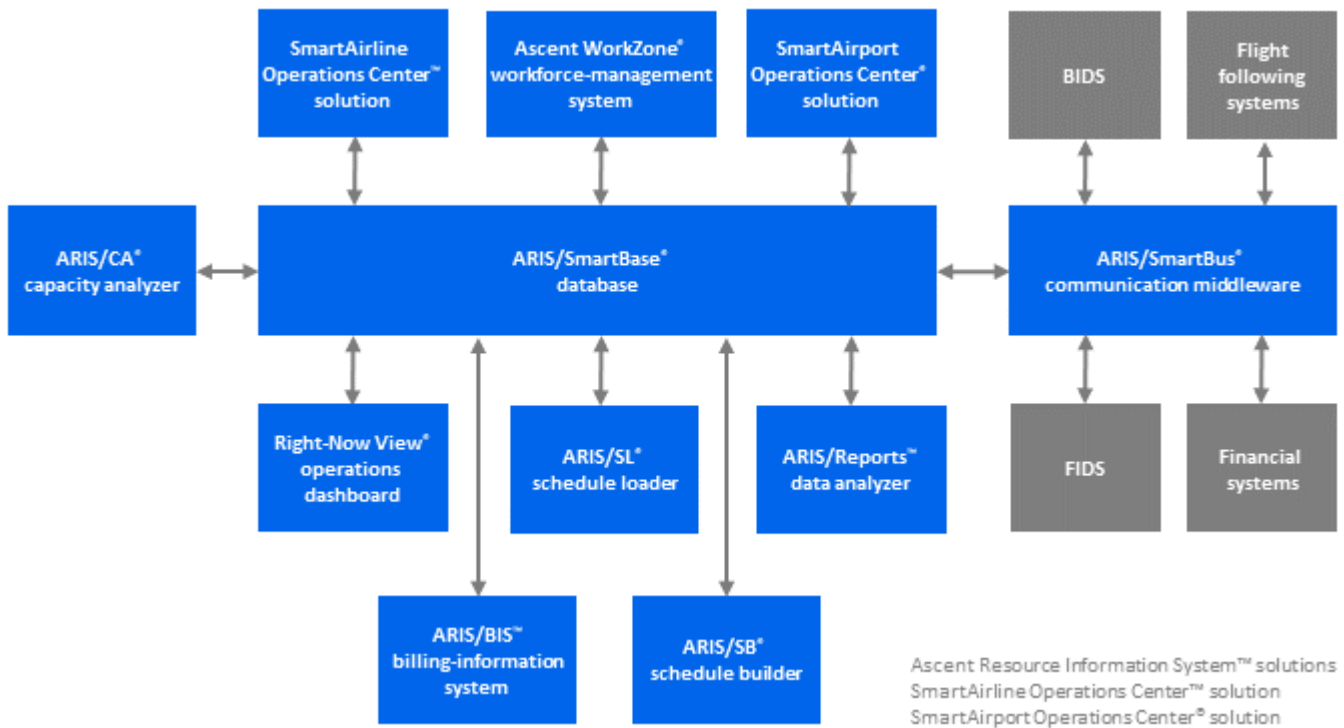 SmartAirline
Operations Center™
solution
Ascent WorkZone®
workforce-management
system
SmartAirport
Operations Center®
solution
BIDS
Flight
following
systems
ARIS/CA®
capacity analyzer
ARIS/SmartBase®
database
ARIS/SmartBus®
communication middleware
Right-Now View®
operations
dashboard
ARIS/SL®
schedule loader
ARIS/Reports™
data analyzer
FIDS
Financial
systems
ARIS/BIS™
billing-information
system
ARIS/SB®
schedule builder
Ascent Resource Information System™ solutions
SmartAirline Operations Center™ solution
SmartAirport Operations Center® solution